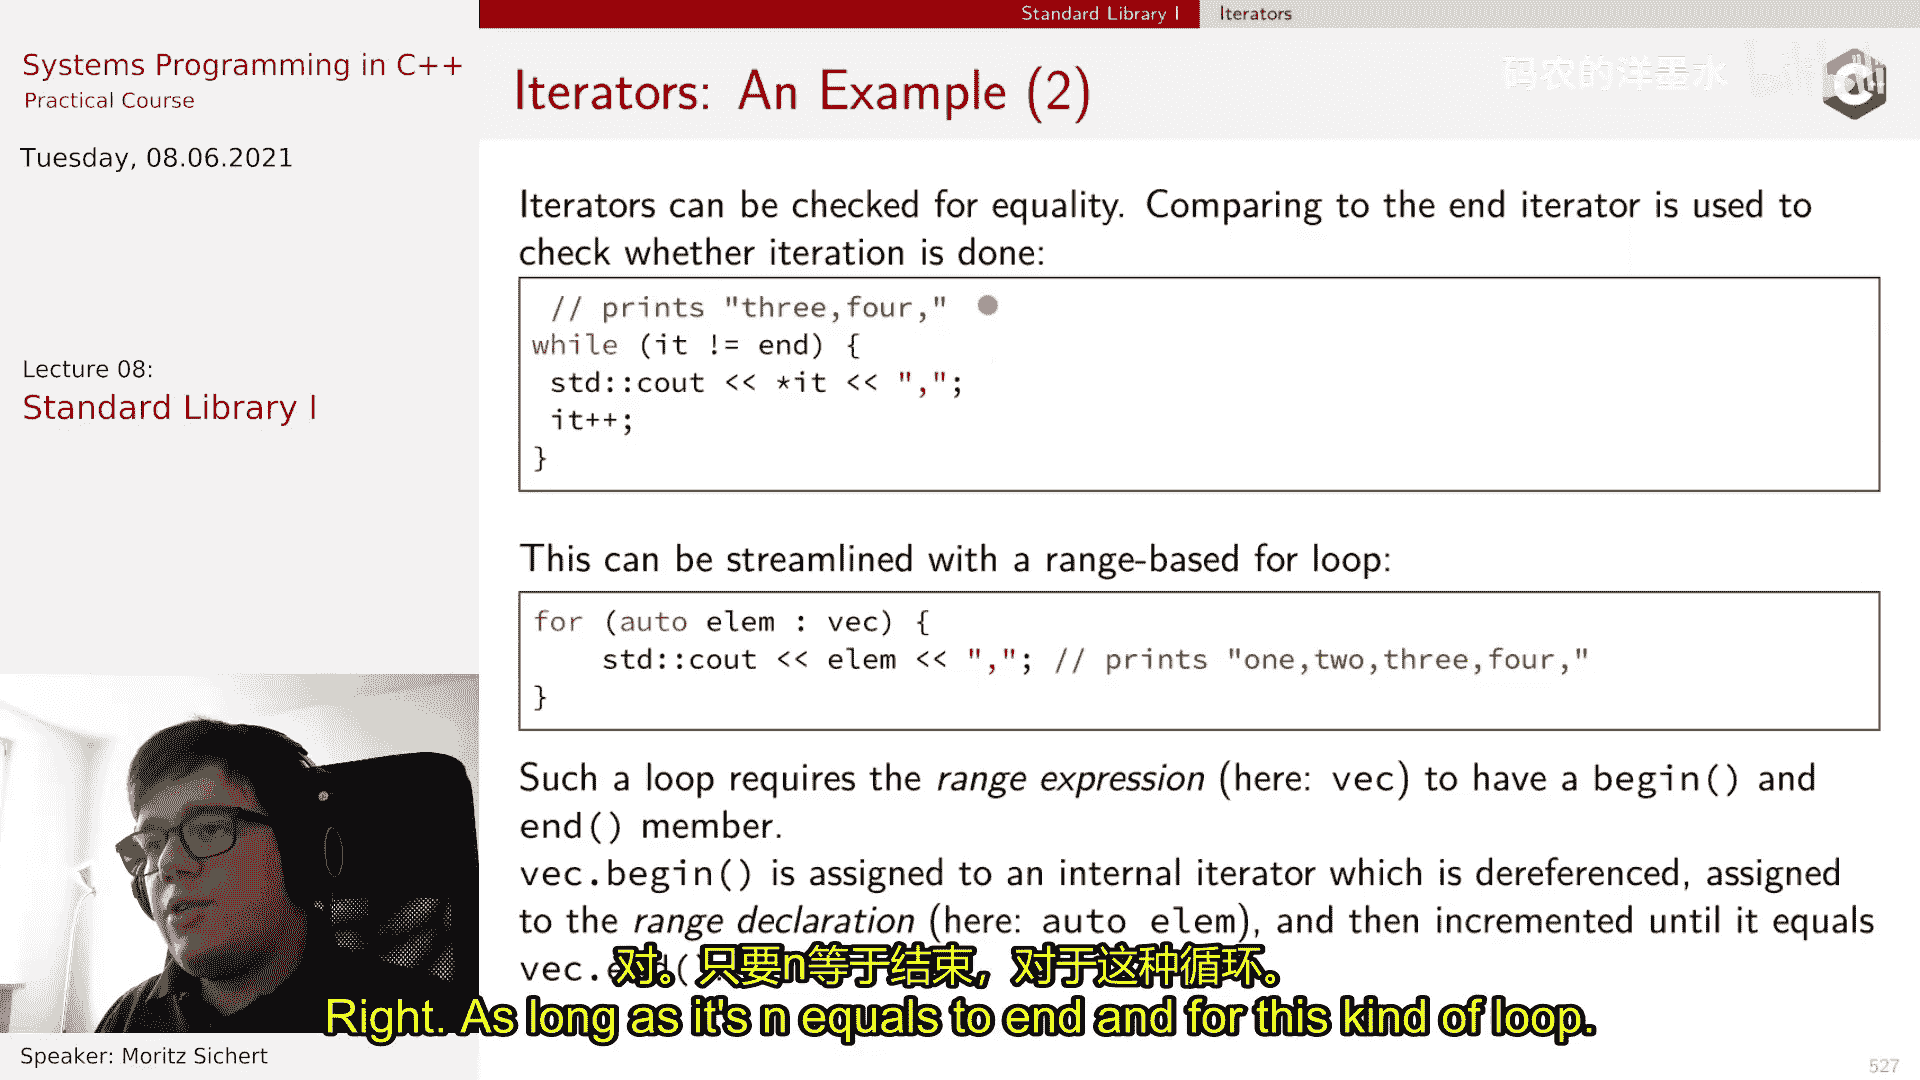 Standard Library I
Iterators
Systems Programming in C++
Practical Course
Tuesday, 08.06.2021
Lecture 08:
Standard Library I
Iterators: An Example (2)
码农的洋墨水
Iterators can be checked for equality. Comparing to the end iterator is used to
check whether iteration is done:
// prints "three,four,"
while (it != end) {
std::cout << *it << ",";
it++;
}
This can be streamlined with a range-based for loop:
for (auto elem : vec) {
std::cout << elem << ","; // prints "one,two,three,four,"
}
Such a loop requires the range expression (here: vec) to have a begin() and
end() member.
vec.begin() is assigned to an internal iterator which is dereferenced, assigned
to the range declaration (here: auto elem), and then incremented until it equals
对。只要n等于结束，对于这种循环。
Right. As long as it's n equals to end and for this kind of loop.
Speaker: Moritz Sichert
527